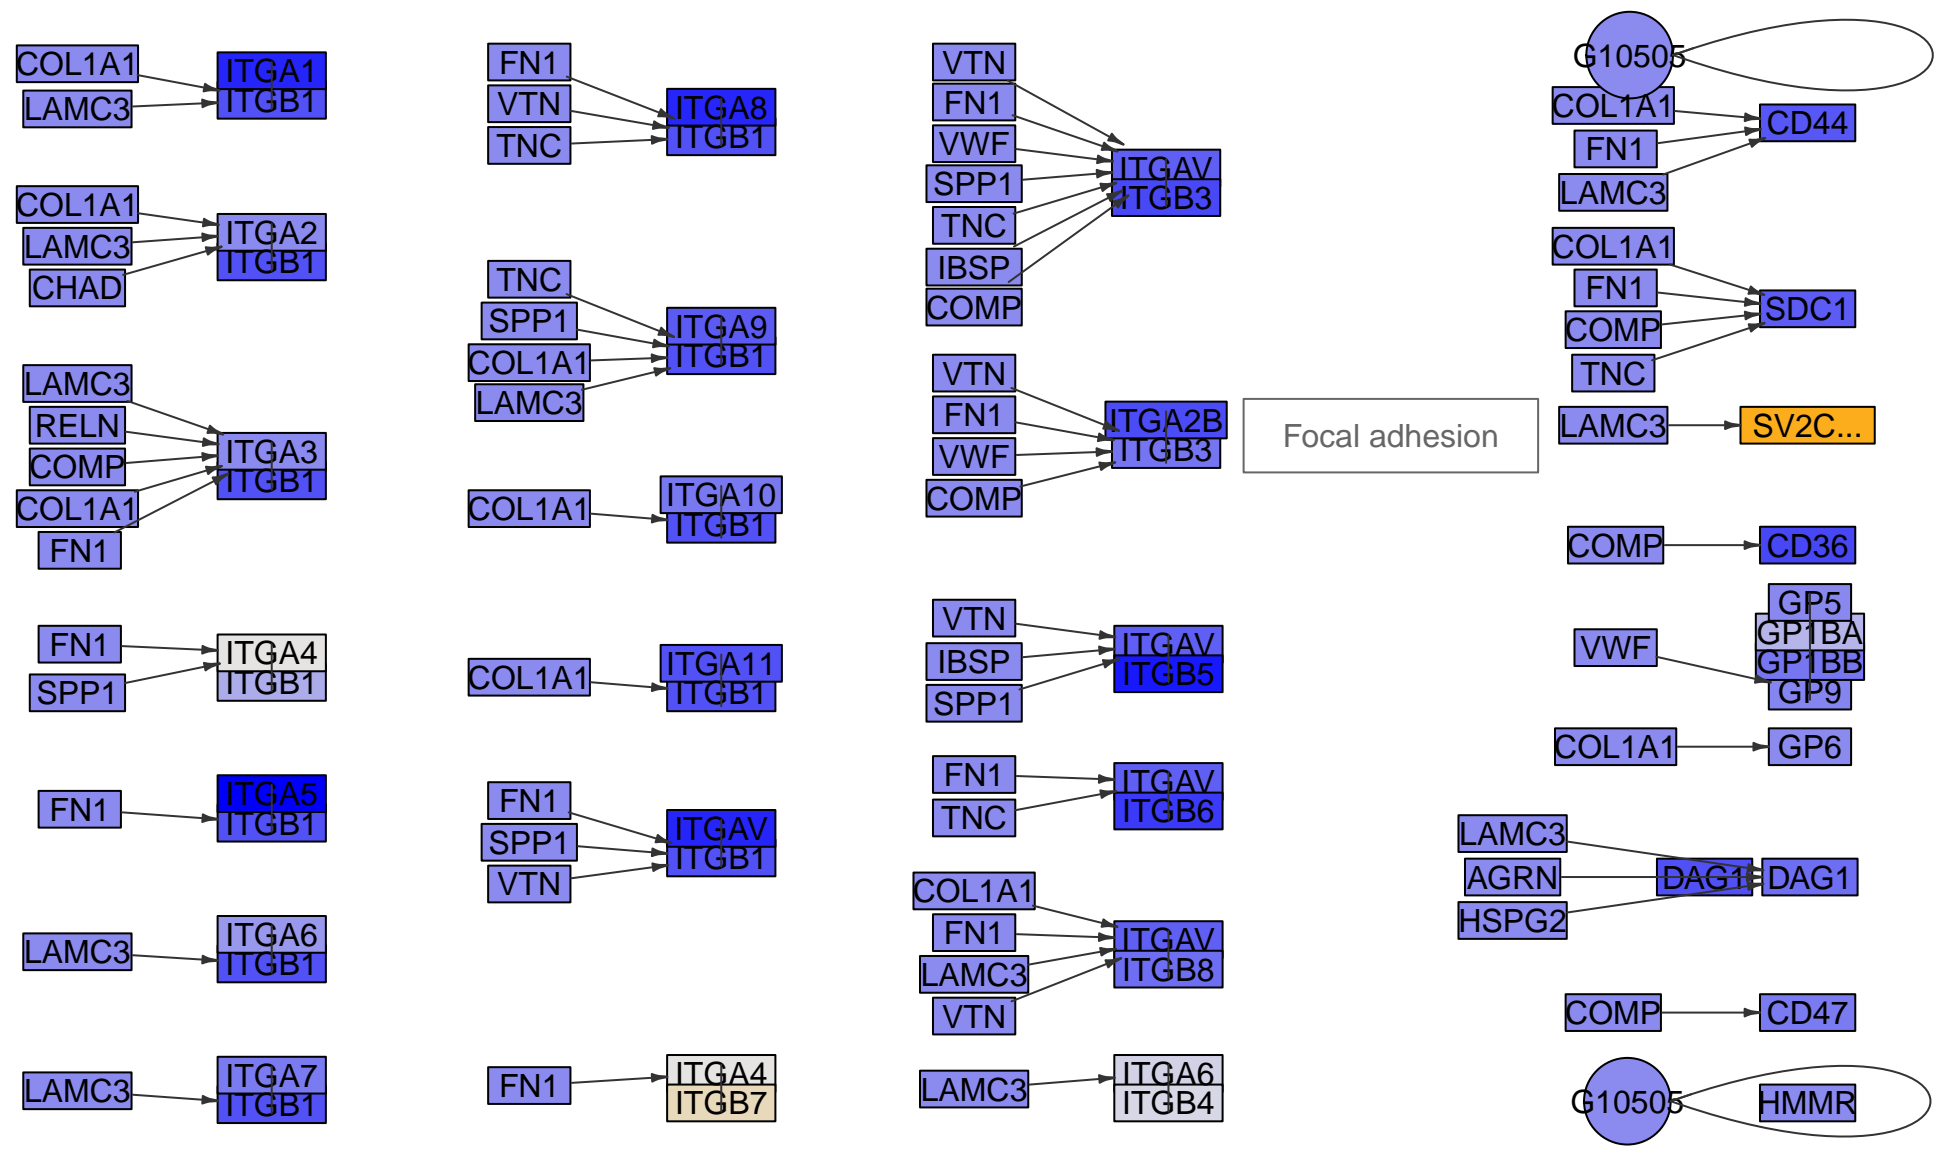 COL1A1
LAMC3
ITGA1
ITGB1
COL1A1
LAMC3
CHAD
ITGA2
ITGB1
LAMC3
RELN
COMP
COL1A1
FN1
ITGA3
ITGB1
FN1
SPP1
ITGA4
ITGB1
FN1
ITGA5
ITGB1
LAMC3
ITGA6
ITGB1
LAMC3
ITGA7
ITGB1
FN1
VTN
TNC
ITGA8
ITGB1
TNC
SPP1
COL1A1
LAMC3
ITGA9
ITGB1
COL1A1
ITGA10
ITGB1
COL1A1
ITGA11
ITGB1
FN1
SPP1
VTN
ITGAV
ITGB1
FN1
ITGA4
ITGB7
VTN
FN1
VWF
SPP1
TNC
IBSP
COMP
ITGAV
ITGB3
VTN
FN1
VWF
COMP
ITGA2B
ITGB3
VTN
IBSP
SPP1
ITGAV
ITGB5
FN1
TNC
ITGAV
ITGB6
COL1A1
FN1
LAMC3
VTN
ITGAV
ITGB8
LAMC3
ITGA6
ITGB4
Focal adhesion
G10505
COL1A1
FN1
LAMC3
CD44
COL1A1
FN1
COMP
TNC
SDC1
LAMC3
SV2C...
COMP
CD36
VWF
GP5
GP1BA
GP1BB
GP9
COL1A1
GP6
LAMC3
AGRN
HSPG2
DAG1
DAG1
COMP
CD47
G10505
HMMR